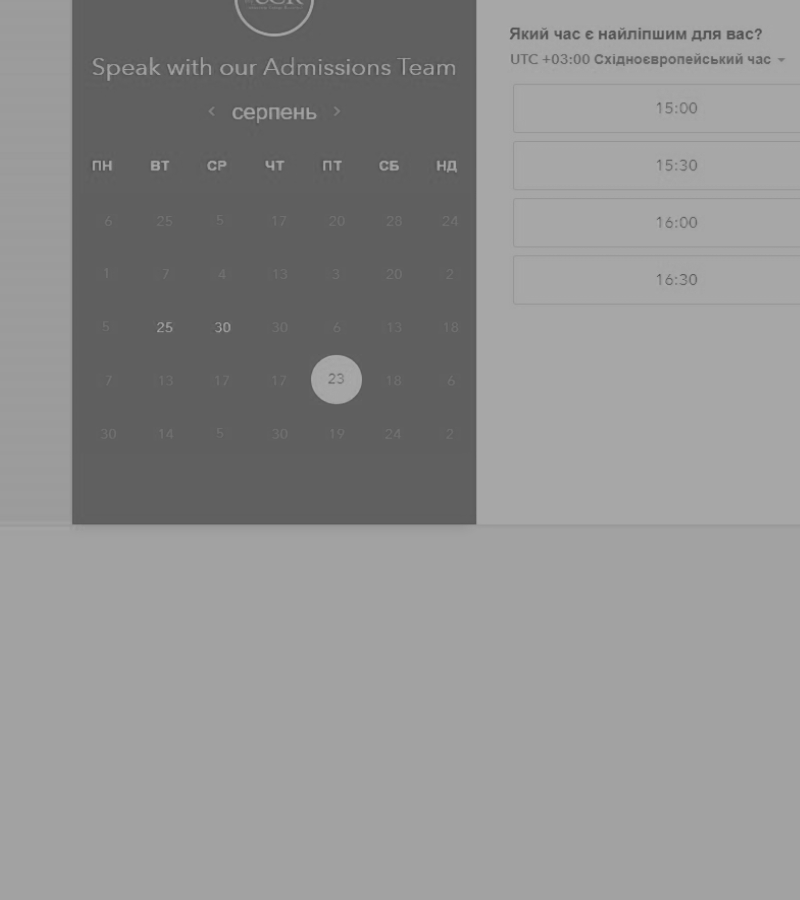 Speak with our Admissions Team
< серпень >
ПН ВТ СР ЧТ ПТ СБ НД
6 25 5 17 20 28 24
1 7 4 13 3 20 2
5 25 30 30 6 13 18
7 13 17 17 23 18 6
30 14 5 30 19 24 2
Який час є найліпшим для вас?
UTC +03:00 Східноєвропейський час
15:00
15:30
16:00
16:30